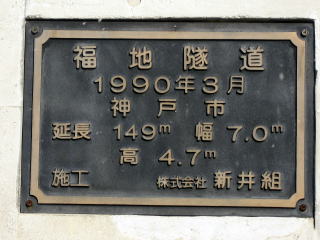 福地隧道
1990年3月
神戸市
延長 149m 幅 7.0m
高 4.7m
施工 株式会社 新井組